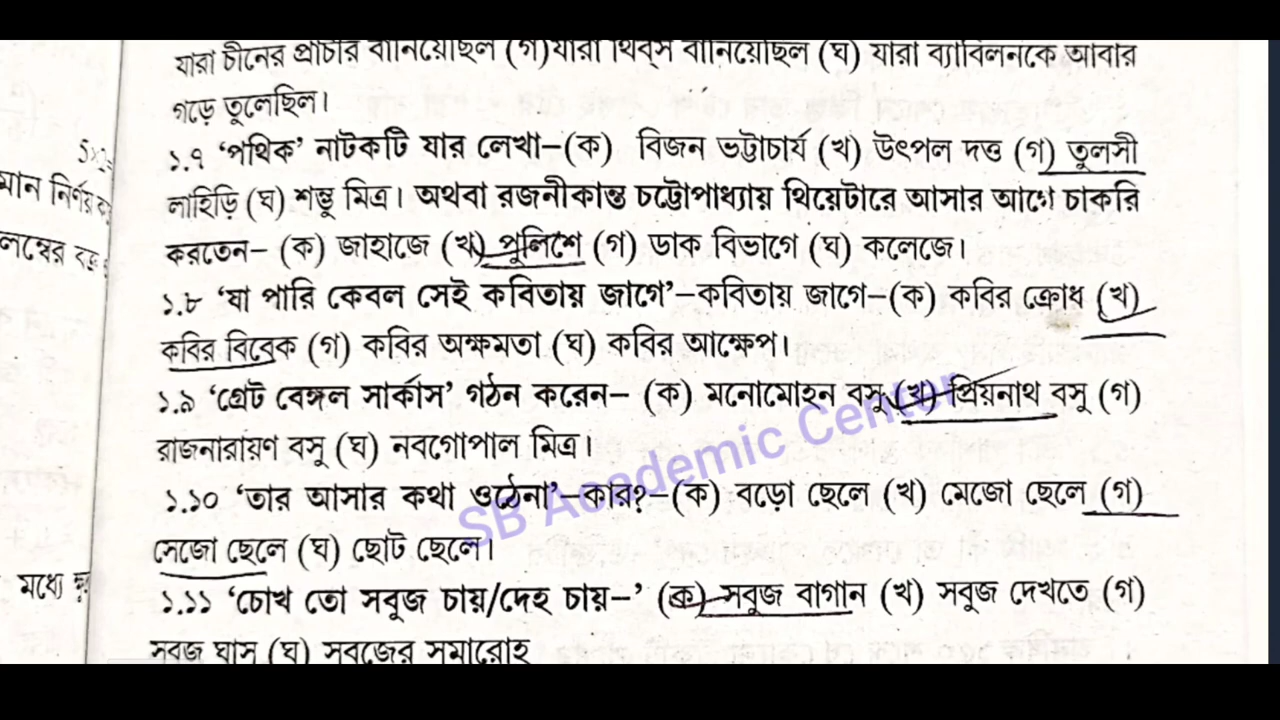 যারা চীনের প্রাচীর বানিয়েছিল (গ)যারা থিব্‌স বানিয়েছিল (ঘ) যারা ব্যাবিলনকে আবার
গড়ে তুলেছিল।
১.৭ ‘পথিক’ নাটকটি যার লেখা–(ক) বিজন ভট্টাচার্য (খ) উৎপল দত্ত (গ) তুলসী
লাহিড়ি (ঘ) শম্ভু মিত্র। অথবা রজনীকান্ত চট্টোপাধ্যায় থিয়েটারে আসার আগে চাকরি
করতেন– (ক) জাহাজে (খ) পুলিশে (গ) ডাক বিভাগে (ঘ) কলেজে।
১.৮ ‘যা পারি কেবল সেই কবিতায় জাগে’–কবিতায় জাগে–(ক) কবির ক্রোধ (খ)
কবির বিবেক (গ) কবির অক্ষমতা (ঘ) কবির আক্ষেপ।
১.৯ ‘গ্রেট বেঙ্গল সার্কাস’ গঠন করেন– (ক) মনোমোহন বসু (খ) প্রিয়নাথ বসু (গ)
রাজনারায়ণ বসু (ঘ) নবগোপাল মিত্র।
১.১০ ‘তার আসার কথা ওঠেনা’–কার?–(ক) বড়ো ছেলে (খ) মেজো ছেলে (গ)
সেজো ছেলে (ঘ) ছোট ছেলে।
১.১১ ‘চোখ তো সবুজ চায়/দেহ চায়–’ (ক) সবুজ বাগান (খ) সবুজ দেখতে (গ)
সবুজ ঘাস (ঘ) সবুজের সমারোহ
মান নির্ণয়
মধ্যে
SB Academic Center